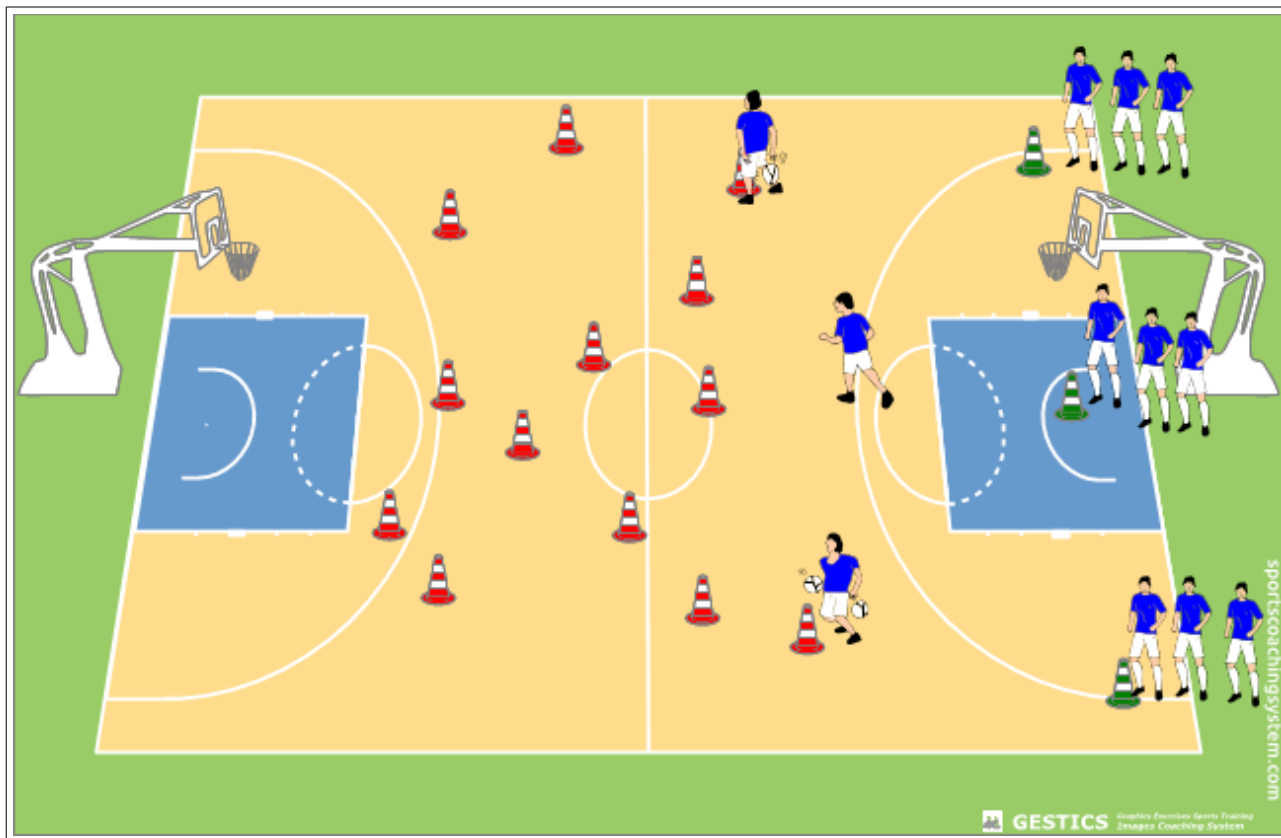 sportscoachingsystem.com
GESTICS
Graphics Exercises Sports Training
Images Coaching System